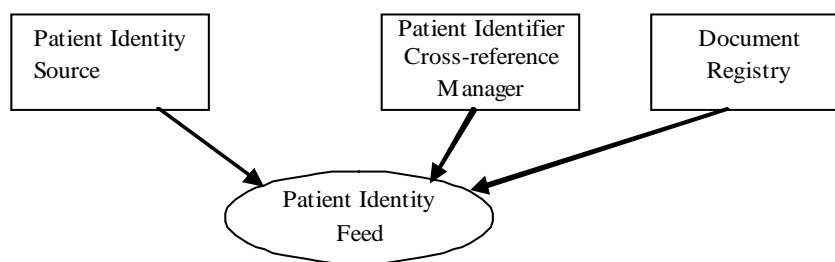 Patient Identity
Source
Patient Identifier
Cross-reference
Manager
Document
Registry
Patient Identity
Feed